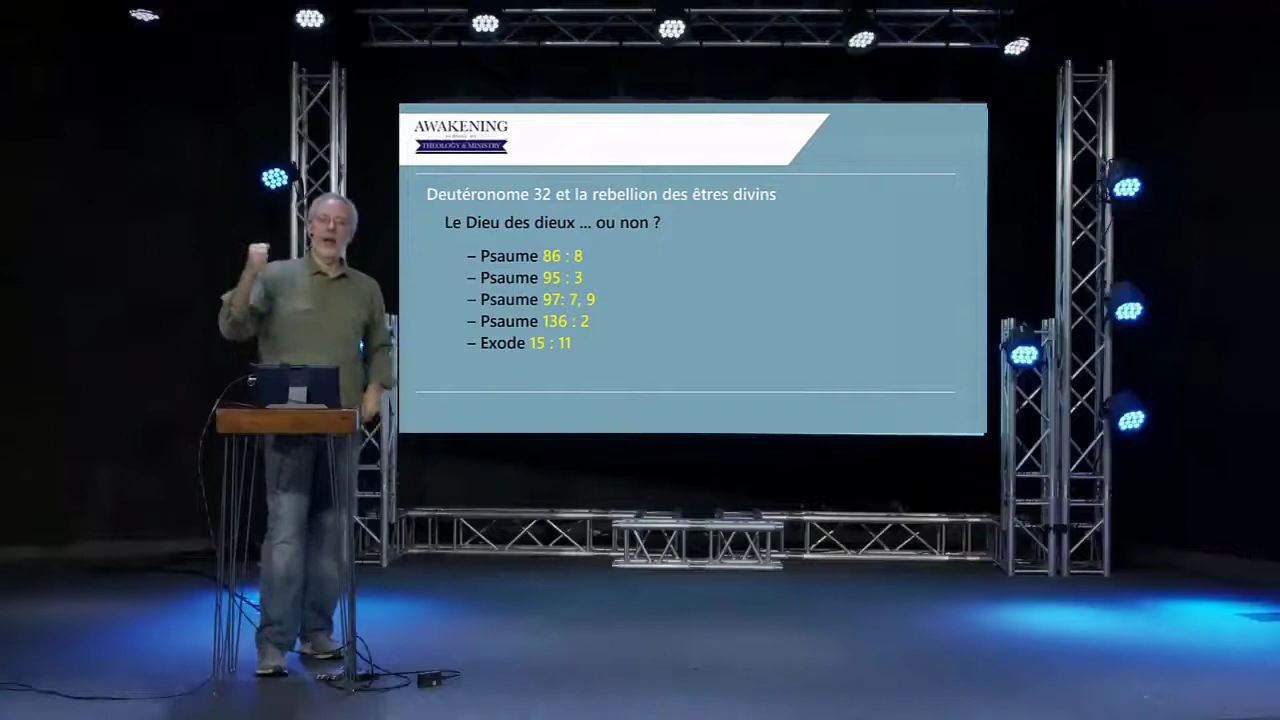 AWAKENING
THEOLOGY & MINISTRY
Deutéronome 32 et la rebellion des êtres divins
Le Dieu des dieux ... ou non ?
– Psaume 86 : 8
– Psaume 95 : 3
– Psaume 97: 7, 9
– Psaume 136 : 2
– Exode 15 : 11